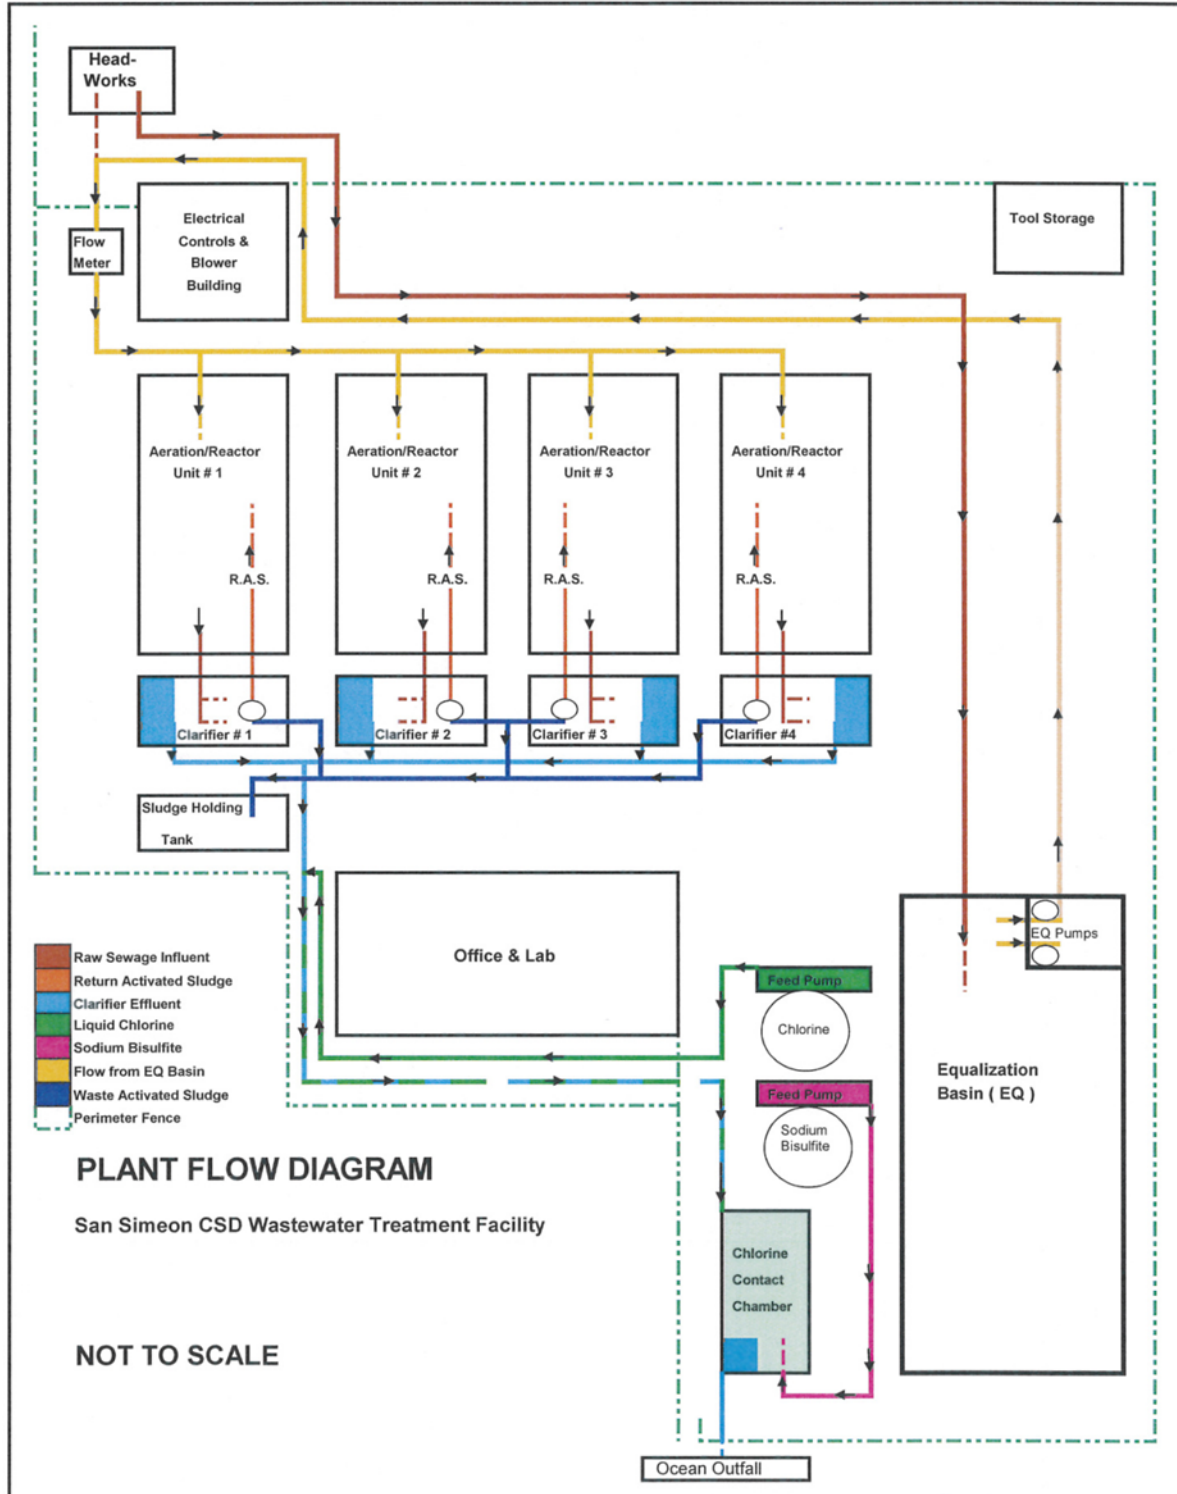 Head-
Works
Electrical
Controls &
Blower
Building
Tool Storage
Flow
Meter
Aeration/Reactor
Unit # 1
Aeration/Reactor
Unit # 2
Aeration/Reactor
Unit # 3
Aeration/Reactor
Unit #4
R.A.S.
R.A.S.
R.A.S.
R.A.S.
Clarifier # 1
Clarifier # 2
Clarifier # 3
Clarifier #4
Sludge Holding
Tank
Office & Lab
EQ Pumps
Feed Pump
Chlorine
Equalization
Basin ( EQ )
Feed Pump
Sodium
Bisulfite
Raw Sewage Influent
Return Activated Sludge
Clarifier Effluent
Liquid Chlorine
Sodium Bisulfite
Flow from EQ Basin
Waste Activated Sludge
Perimeter Fence
PLANT FLOW DIAGRAM
San Simeon CSD Wastewater Treatment Facility
Chlorine
Contact
Chamber
NOT TO SCALE
Ocean Outfall